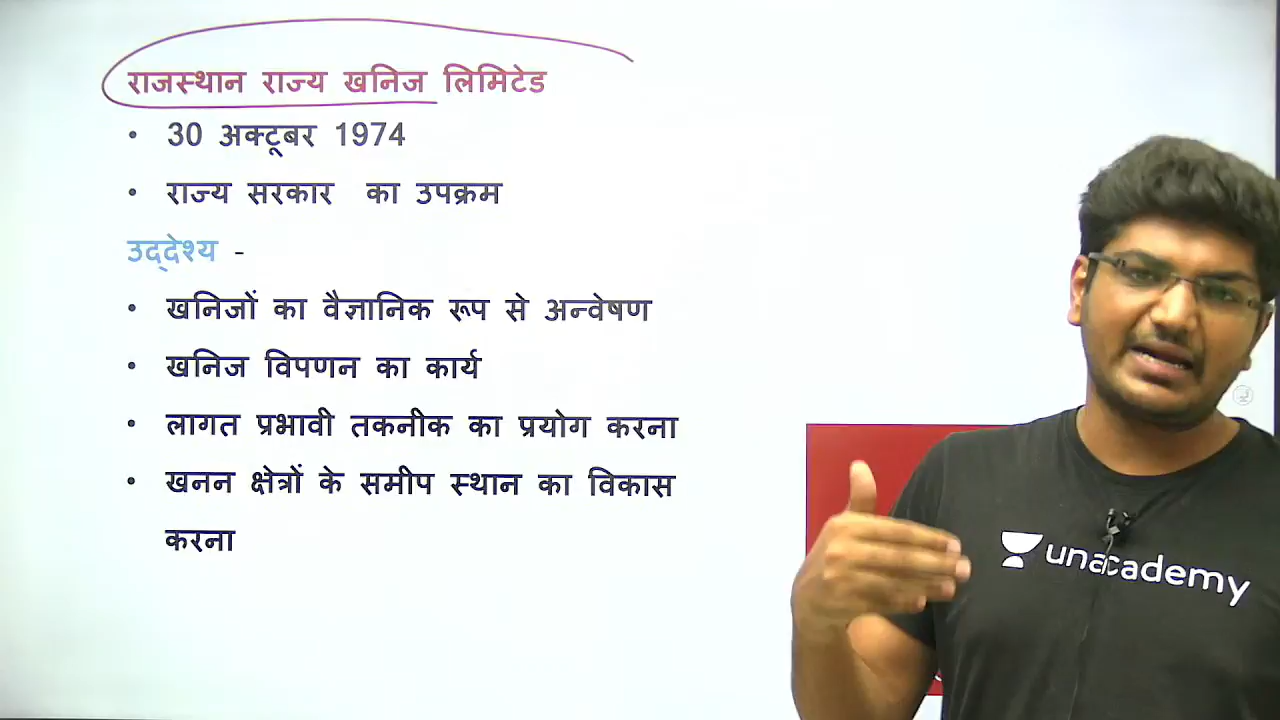 राजस्थान राज्य खनिज लिमिटेड
• 30 अक्टूबर 1974
• राज्य सरकार का उपक्रम
उद्देश्य -
• खनिजों का वैज्ञानिक रूप से अन्वेषण
• खनिज विपणन का कार्य
• लागत प्रभावी तकनीक का प्रयोग करना
• खनन क्षेत्रों के समीप स्थान का विकास
करना
unacademy